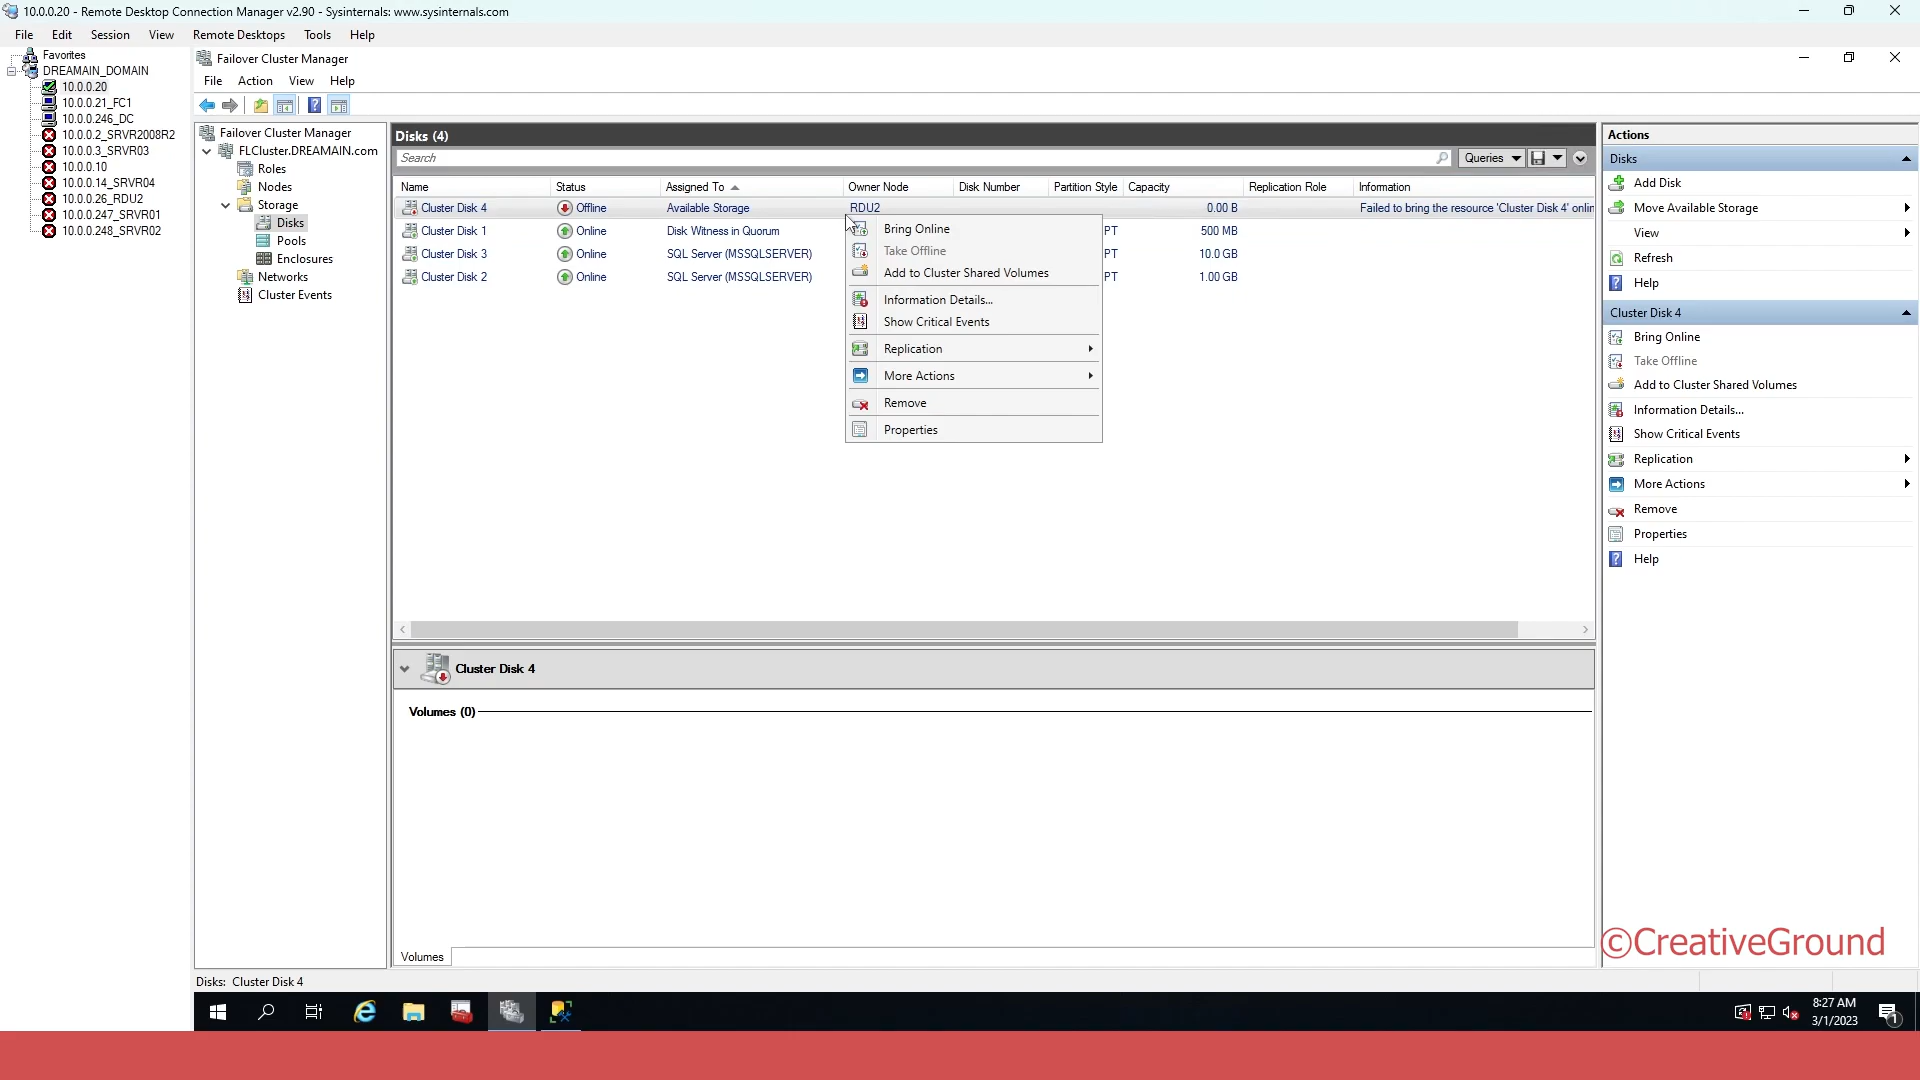 10.0.0.20 - Remote Desktop Connection Manager v2.90 - Sysinternals: www.sysinternals.com
File Edit Session View Remote Desktops Tools Help
Favorites
DREAMAIN_DOMAIN
10.0.0.20
10.0.0.21_FC1
10.0.0.246_DC
10.0.0.2_SRVR2008R2
10.0.0.3_SRVR03
10.0.0.10
10.0.0.14_SRVR04
10.0.0.26_RDU2
10.0.0.247_SRVR01
10.0.0.248_SRVR02
Failover Cluster Manager
File Action View Help
Failover Cluster Manager
FLCluster.DREAMAIN.com
Roles
Nodes
Storage
Disks
Pools
Enclosures
Networks
Cluster Events
Disks (4)
Search
Queries
Name Status Assigned To Owner Node Disk Number Partition Style Capacity Replication Role Information
Cluster Disk 4 Offline Available Storage RDU2 0.00 B Failed to bring the resource 'Cluster Disk 4' onlin
Cluster Disk 1 Online Disk Witness in Quorum PT 500 MB
Cluster Disk 3 Online SQL Server (MSSQLSERVER) PT 10.0 GB
Cluster Disk 2 Online SQL Server (MSSQLSERVER) PT 1.00 GB
Bring Online
Take Offline
Add to Cluster Shared Volumes
Information Details...
Show Critical Events
Replication
More Actions
Remove
Properties
Cluster Disk 4
Volumes (0)
Volumes
Actions
Disks
Add Disk
Move Available Storage
View
Refresh
Help
Cluster Disk 4
Bring Online
Take Offline
Add to Cluster Shared Volumes
Information Details...
Show Critical Events
Replication
More Actions
Remove
Properties
Help
©CreativeGround
Disks: Cluster Disk 4
8:27 AM
3/1/2023
1